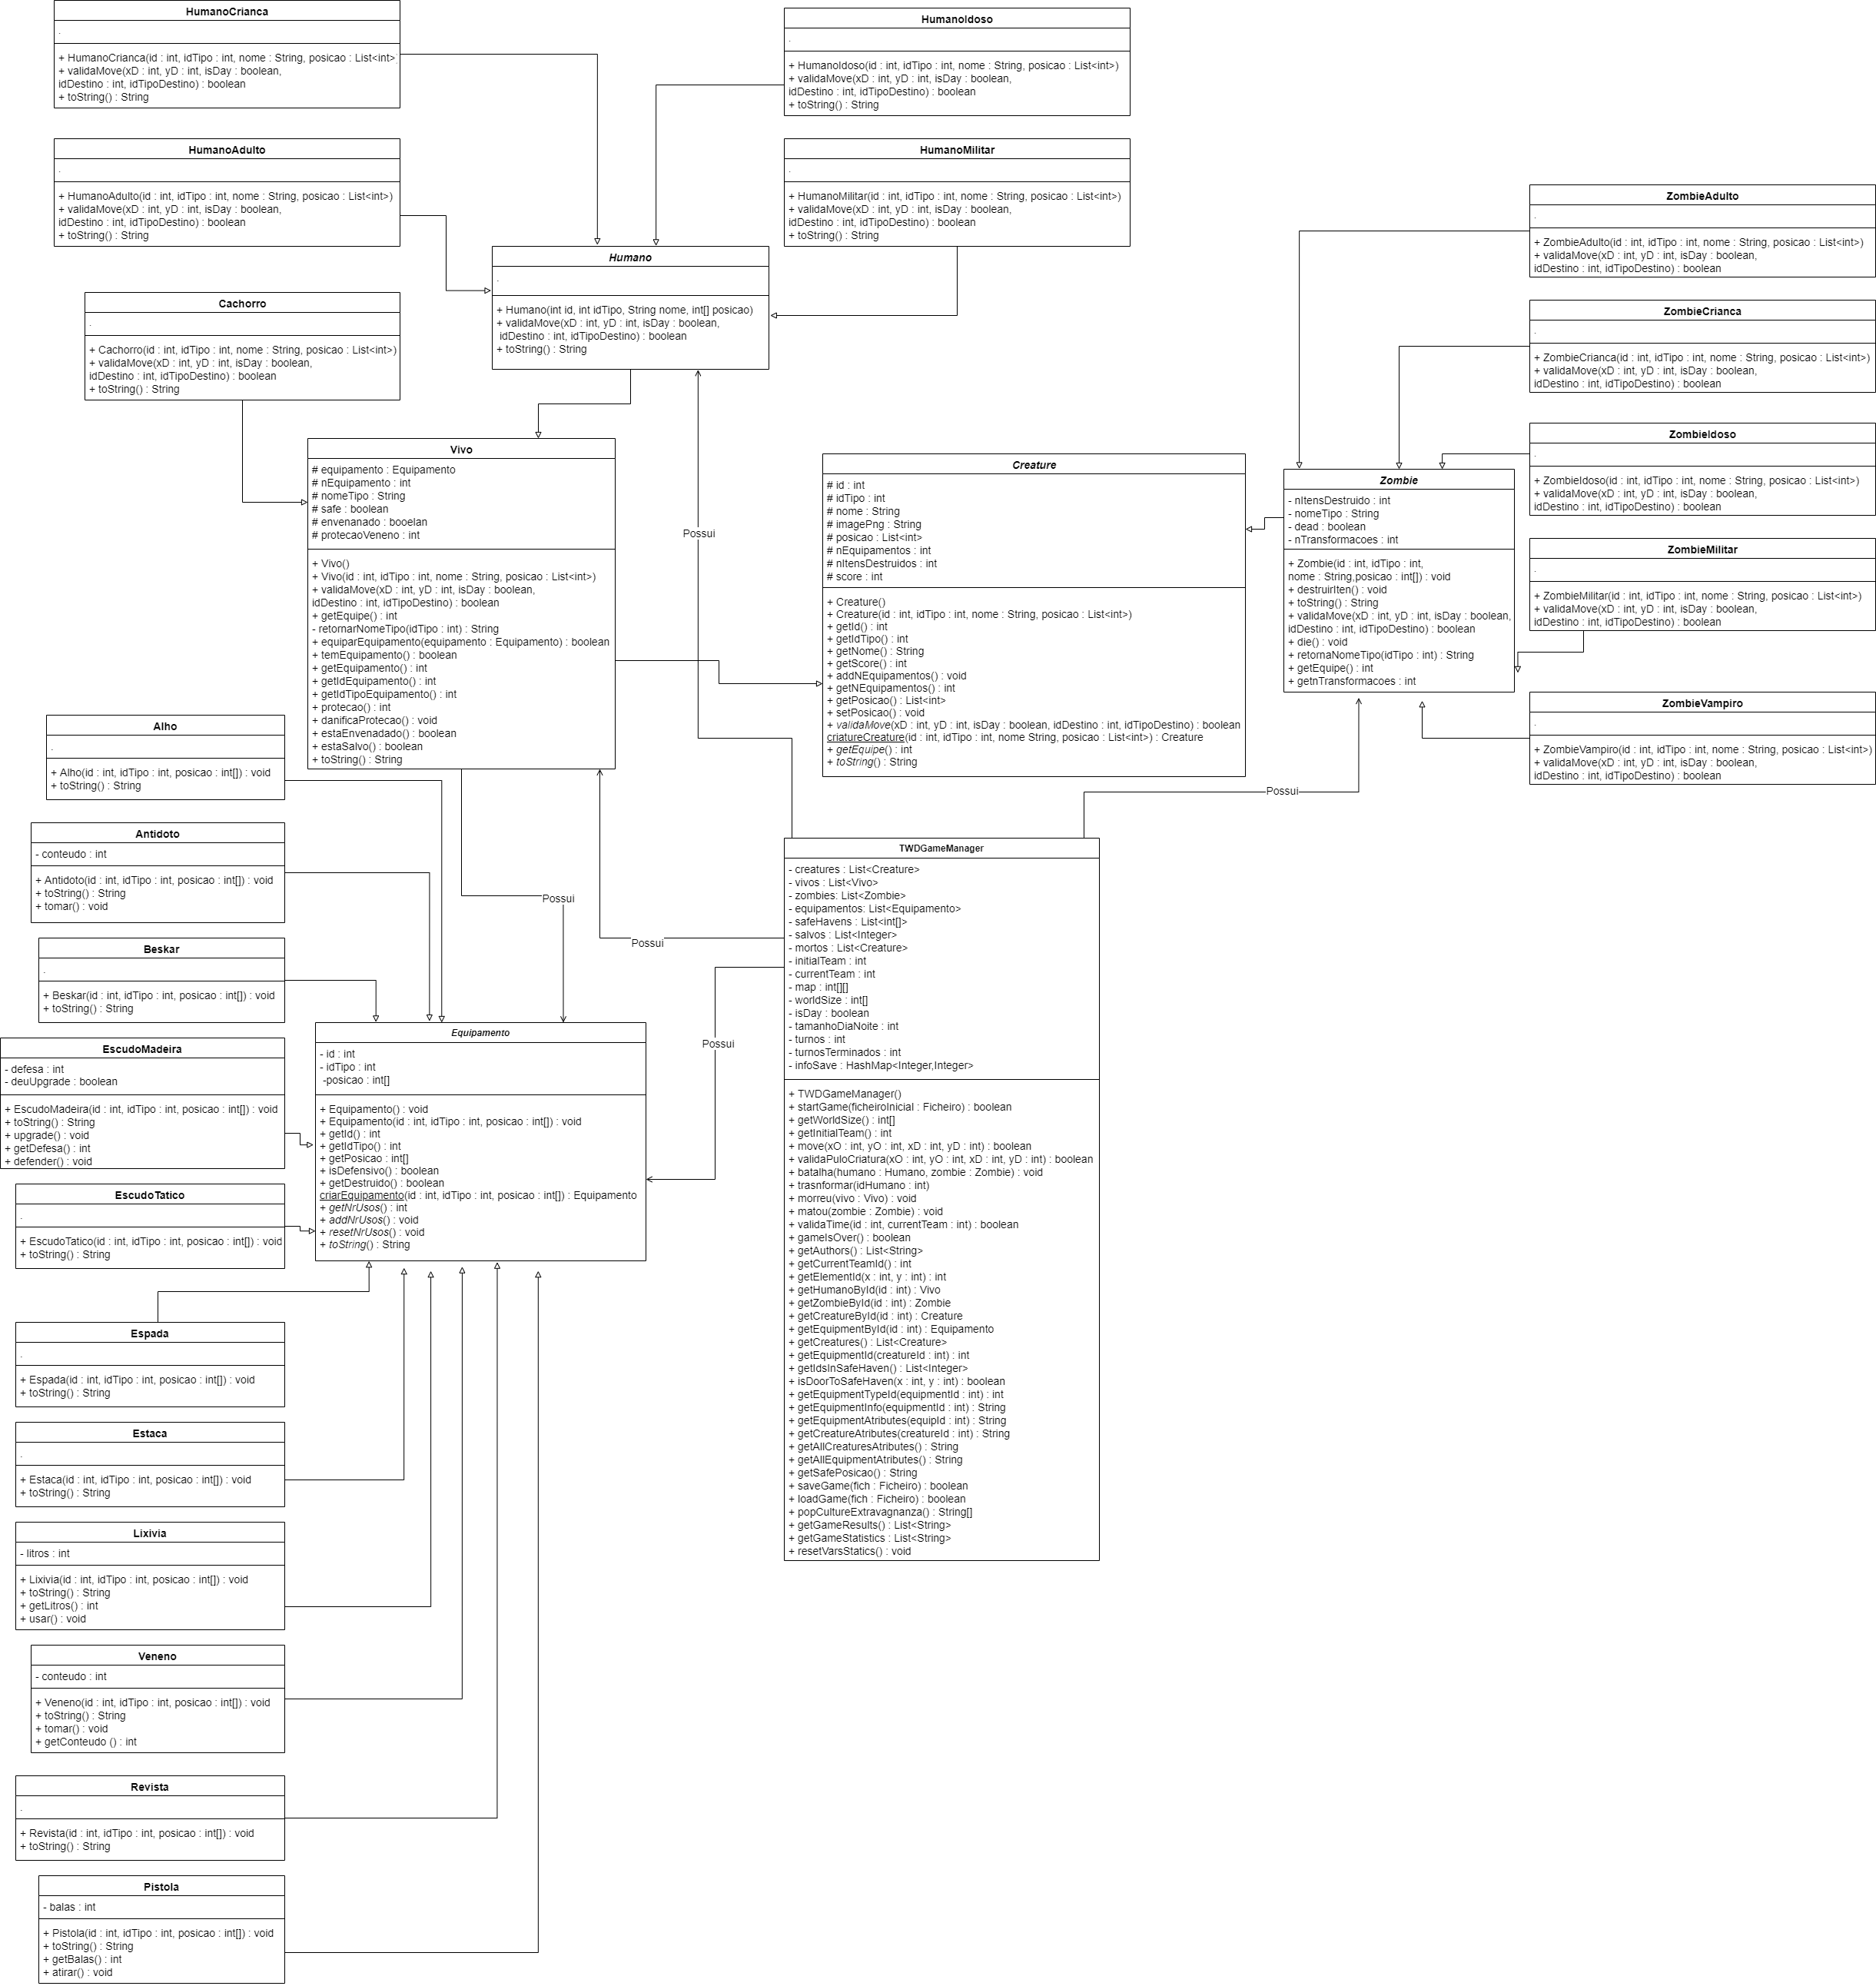 HumanoCrianca
.
+ HumanoCrianca(id : int, idTipo : int, nome : String, posicao : List<int>
+ validaMove(xD : int, yD : int, isDay : boolean,
idDestino : int, idTipoDestino) : boolean
+ toString() : String
HumanoIdoso
.
+ HumanoIdoso(id : int, idTipo : int, nome : String, posicao : List<int>)
+ validaMove(xD : int, yD : int, isDay : boolean,
idDestino : int, idTipoDestino) : boolean
+ toString() : String
HumanoAdulto
.
+ HumanoAdulto(id : int, idTipo : int, nome : String, posicao : List<int>)
+ validaMove(xD : int, yD : int, isDay : boolean,
idDestino : int, idTipoDestino) : boolean
+ toString() : String
HumanoMilitar
.
+ HumanoMilitar(id : int, idTipo : int, nome : String, posicao : List<int>)
+ validaMove(xD : int, yD : int, isDay : boolean,
idDestino : int, idTipoDestino) : boolean
+ toString() : String
Humano
.
+ Humano(int id, int idTipo, String nome, int[] posicao)
+ validaMove(xD : int, yD : int, isDay : boolean,
idDestino : int, idTipoDestino) : boolean
+ toString() : String
Cachorro
.
+ Cachorro(id : int, idTipo : int, nome : String, posicao : List<int>)
+ validaMove(xD : int, yD : int, isDay : boolean,
idDestino : int, idTipoDestino) : boolean
+ toString() : String
ZombieAdulto
.
+ ZombieAdulto(id : int, idTipo : int, nome : String, posicao : List<int>)
+ validaMove(xD : int, yD : int, isDay : boolean,
idDestino : int, idTipoDestino) : boolean
ZombieCrianca
.
+ ZombieCrianca(id : int, idTipo : int, nome : String, posicao : List<int>)
+ validaMove(xD : int, yD : int, isDay : boolean,
idDestino : int, idTipoDestino) : boolean
ZombieIdoso
.
+ ZombieIdoso(id : int, idTipo : int, nome : String, posicao : List<int>)
+ validaMove(xD : int, yD : int, isDay : boolean,
idDestino : int, idTipoDestino) : boolean
ZombieMilitar
.
+ ZombieMilitar(id : int, idTipo : int, nome : String, posicao : List<int>)
+ validaMove(xD : int, yD : int, isDay : boolean,
idDestino : int, idTipoDestino) : boolean
ZombieVampiro
.
+ ZombieVampiro(id : int, idTipo : int, nome : String, posicao : List<int>)
+ validaMove(xD : int, yD : int, isDay : boolean,
idDestino : int, idTipoDestino) : boolean
Vivo
# equipamento : Equipamento
# nEquipamento : int
# nomeTipo : String
# safe : boolean
# envenanado : booelan
# protecaoVeneno : int
+ Vivo()
+ Vivo(id : int, idTipo : int, nome : String, posicao : List<int>)
+ validaMove(xD : int, yD : int, isDay : boolean,
idDestino : int, idTipoDestino) : boolean
+ getEquipe() : int
- retornarNomeTipo(idTipo : int) : String
+ equiparEquipamento(equipamento : Equipamento) : boolean
+ temEquipamento() : boolean
+ getEquipamento() : int
+ getIdEquipamento() : int
+ getIdTipoEquipamento() : int
+ protecao() : int
+ danificaProtecao() : void
+ estaEnvenadado() : boolean
+ estaSalvo() : boolean
+ toString() : String
Possui
Creature
# id : int
# idTipo : int
# nome : String
# imagePng : String
# posicao : List<int>
# nEquipamentos : int
# nItensDestruidos : int
# score : int
+ Creature()
+ Creature(id : int, idTipo : int, nome : String, posicao : List<int>)
+ getId() : int
+ getIdTipo() : int
+ getNome() : String
+ getScore() : int
+ addNEquipamentos() : void
+ getNEquipamentos() : int
+ getPosicao() : List<int>
+ setPosicao() : void
+ validaMove(xD : int, yD : int, isDay : boolean, idDestino : int, idTipoDestino) : boolean
criatureCreature(id : int, idTipo : int, nome String, posicao : List<int>) : Creature
+ getEquipe() : int
+ toString() : String
Zombie
- nItensDestruido : int
- nomeTipo : String
- dead : boolean
- nTransformacoes : int
+ Zombie(id : int, idTipo : int,
nome : String,posicao : int[]) : void
+ destruirIten() : void
+ toString() : String
+ validaMove(xD : int, yD : int, isDay : boolean,
idDestino : int, idTipoDestino) : boolean
+ die() : void
+ retornaNomeTipo(idTipo : int) : String
+ getEquipe() : int
+ getnTransformacoes : int
Possui
Alho
.
+ Alho(id : int, idTipo : int, posicao : int[]) : void
+ toString() : String
Antidoto
- conteudo : int
+ Antidoto(id : int, idTipo : int, posicao : int[]) : void
+ toString() : String
+ tomar() : void
Possui
Possui
Beskar
.
+ Beskar(id : int, idTipo : int, posicao : int[]) : void
+ toString() : String
Possui
EscudoMadeira
- defesa : int
- deuUpgrade : boolean
+ EscudoMadeira(id : int, idTipo : int, posicao : int[]) : void
+ toString() : String
+ upgrade() : void
+ getDefesa() : int
+ defender() : void
Equipamento
- id : int
- idTipo : int
-posicao : int[]
+ Equipamento() : void
+ Equipamento(id : int, idTipo : int, posicao : int[]) : void
+ getId() : int
+ getIdTipo() : int
+ getPosicao : int[]
+ isDefensivo() : boolean
+ getDestruido() : boolean
criarEquipamento(id : int, idTipo : int, posicao : int[]) : Equipamento
+ getNrUsos() : int
+ addNrUsos() : void
+ resetNrUsos() : void
+ toString() : String
EscudoTatico
.
+ EscudoTatico(id : int, idTipo : int, posicao : int[]) : void
+ toString() : String
Espada
.
+ Espada(id : int, idTipo : int, posicao : int[]) : void
+ toString() : String
Estaca
.
+ Estaca(id : int, idTipo : int, posicao : int[]) : void
+ toString() : String
Lixivia
- litros : int
+ Lixivia(id : int, idTipo : int, posicao : int[]) : void
+ toString() : String
+ getLitros() : int
+ usar() : void
Veneno
- conteudo : int
+ Veneno(id : int, idTipo : int, posicao : int[]) : void
+ toString() : String
+ tomar() : void
+ getConteudo () : int
Revista
.
+ Revista(id : int, idTipo : int, posicao : int[]) : void
+ toString() : String
Pistola
- balas : int
+ Pistola(id : int, idTipo : int, posicao : int[]) : void
+ toString() : String
+ getBalas() : int
+ atirar() : void
TWDGameManager
- creatures : List<Creature>
- vivos : List<Vivo>
- zombies: List<Zombie>
- equipamentos: List<Equipamento>
- safeHavens : List<int[]>
- salvos : List<Integer>
- mortos : List<Creature>
- initialTeam : int
- currentTeam : int
- map : int[][]
- worldSize : int[]
- isDay : boolean
- tamanhoDiaNoite : int
- turnos : int
- turnosTerminados : int
- infoSave : HashMap<Integer,Integer>
+ TWDGameManager()
+ startGame(ficheiroInicial : Ficheiro) : boolean
+ getWorldSize() : int[]
+ getInitialTeam() : int
+ move(xO : int, yO : int, xD : int, yD : int) : boolean
+ validaPuloCriatura(xO : int, yO : int, xD : int, yD : int) : boolean
+ batalha(humano : Humano, zombie : Zombie) : void
+ trasnformar(idHumano : int)
+ morreu(vivo : Vivo) : void
+ matou(zombie : Zombie) : void
+ validaTime(id : int, currentTeam : int) : boolean
+ gameIsOver() : boolean
+ getAuthors() : List<String>
+ getCurrentTeamId() : int
+ getElementId(x : int, y : int) : int
+ getHumanoById(id : int) : Vivo
+ getZombieById(id : int) : Zombie
+ getCreatureById(id : int) : Creature
+ getEquipmentById(id : int) : Equipamento
+ getCreatures() : List<Creature>
+ getEquipmentId(creatureId : int) : int
+ getIdsInSafeHaven() : List<Integer>
+ isDoorToSafeHaven(x : int, y : int) : boolean
+ getEquipmentTypeId(equipmentId : int) : int
+ getEquipmentInfo(equipmentId : int) : String
+ getEquipmentAtributes(equipId : int) : String
+ getCreatureAtributes(creatureId : int) : String
+ getAllCreaturesAtributes() : String
+ getAllEquipmentAtributes() : String
+ getSafePosicao() : String
+ saveGame(fich : Ficheiro) : boolean
+ loadGame(fich : Ficheiro) : boolean
+ popCultureExtravagnanza() : String[]
+ getGameResults() : List<String>
+ getGameStatistics : List<String>
+ resetVarsStatics() : void